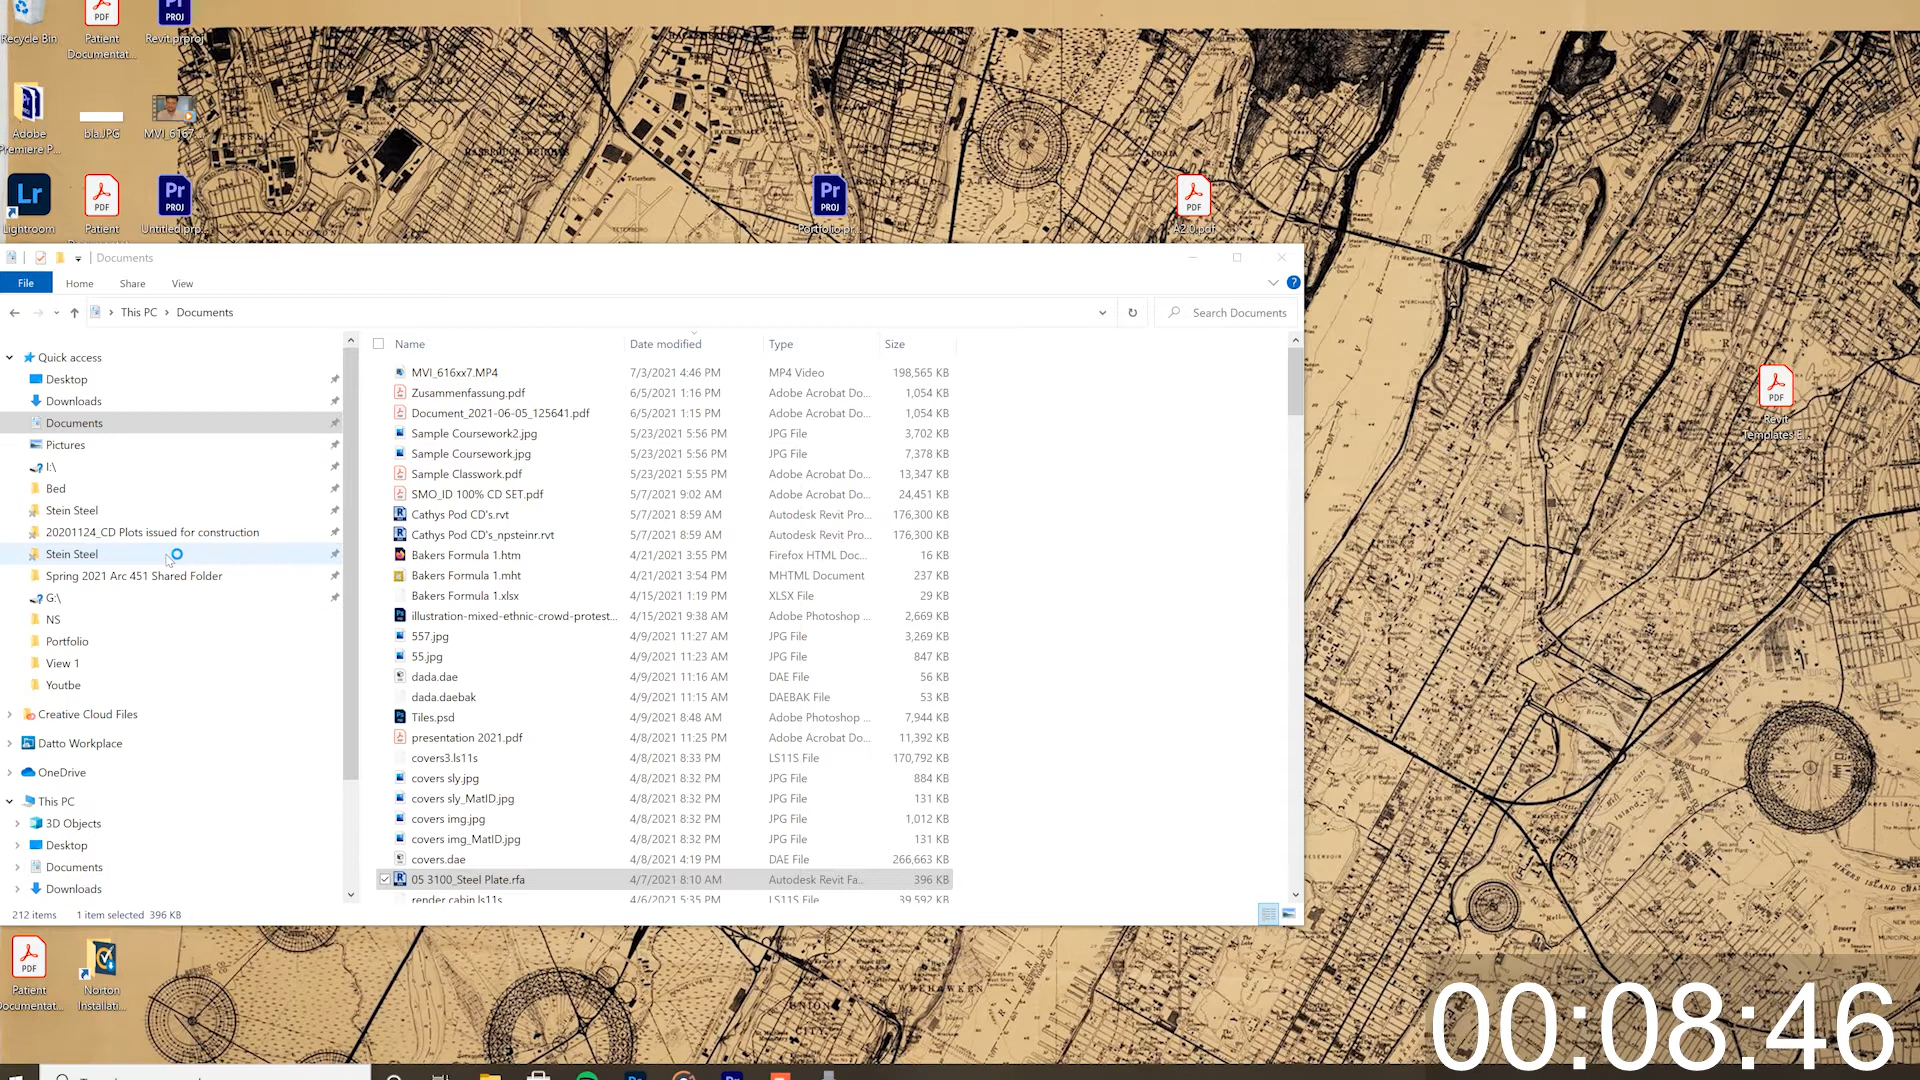 Recycle Bin
Patient
Documentat...
Revit.prproj
Adobe
Premiere P...
bla.JPG
MVI_6167...
Lightroom
Patient
Untitled.prp...
Portfolio.pr...
A2.0.pdf
Revit
Templates E...
Documents
File
Home
Share
View
This PC
Documents
Search Documents
Quick access
Desktop
Downloads
Documents
Pictures
I:\
Bed
Stein Steel
20201124_CD Plots issued for construction
Stein Steel
Spring 2021 Arc 451 Shared Folder
G:\
NS
Portfolio
View 1
Youtbe
Creative Cloud Files
Datto Workplace
OneDrive
This PC
3D Objects
Desktop
Documents
Downloads
Name Date modified Type Size
MVI_616xx7.MP4 7/3/2021 4:46 PM MP4 Video 198,565 KB
Zusammenfassung.pdf 6/5/2021 1:16 PM Adobe Acrobat Do... 1,054 KB
Document_2021-06-05_125641.pdf 6/5/2021 1:15 PM Adobe Acrobat Do... 1,054 KB
Sample Coursework2.jpg 5/23/2021 5:56 PM JPG File 3,702 KB
Sample Coursework.jpg 5/23/2021 5:56 PM JPG File 7,378 KB
Sample Classwork.pdf 5/23/2021 5:55 PM Adobe Acrobat Do... 13,347 KB
SMO_ID 100% CD SET.pdf 5/7/2021 9:02 AM Adobe Acrobat Do... 24,451 KB
Cathys Pod CD's.rvt 5/7/2021 8:59 AM Autodesk Revit Pro... 176,300 KB
Cathys Pod CD's_npsteinr.rvt 5/7/2021 8:59 AM Autodesk Revit Pro... 176,300 KB
Bakers Formula 1.htm 4/21/2021 3:55 PM Firefox HTML Doc... 16 KB
Bakers Formula 1.mht 4/21/2021 3:54 PM MHTML Document 237 KB
Bakers Formula 1.xlsx 4/15/2021 1:19 PM XLSX File 29 KB
illustration-mixed-ethnic-crowd-protest... 4/15/2021 9:38 AM Adobe Photoshop ... 2,669 KB
557.jpg 4/9/2021 11:27 AM JPG File 3,269 KB
55.jpg 4/9/2021 11:23 AM JPG File 847 KB
dada.dae 4/9/2021 11:16 AM DAE File 56 KB
dada.daebak 4/9/2021 11:15 AM DAEBAK File 53 KB
Tiles.psd 4/9/2021 8:48 AM Adobe Photoshop ... 7,944 KB
presentation 2021.pdf 4/8/2021 11:25 PM Adobe Acrobat Do... 11,392 KB
covers3.ls11s 4/8/2021 8:33 PM LS11S File 170,792 KB
covers sly.jpg 4/8/2021 8:32 PM JPG File 884 KB
covers sly_MatID.jpg 4/8/2021 8:32 PM JPG File 131 KB
covers img.jpg 4/8/2021 8:32 PM JPG File 1,012 KB
covers img_MatID.jpg 4/8/2021 8:32 PM JPG File 131 KB
covers.dae 4/8/2021 4:19 PM DAE File 266,663 KB
05 3100_Steel Plate.rfa 4/7/2021 8:10 AM Autodesk Revit Fa... 396 KB
render cabin.ls11s 4/6/2021 5:35 PM LS11S File 39,592 KB
212 items 1 item selected 396 KB
Patient
Documentat...
Norton
Installati...
00:08:46